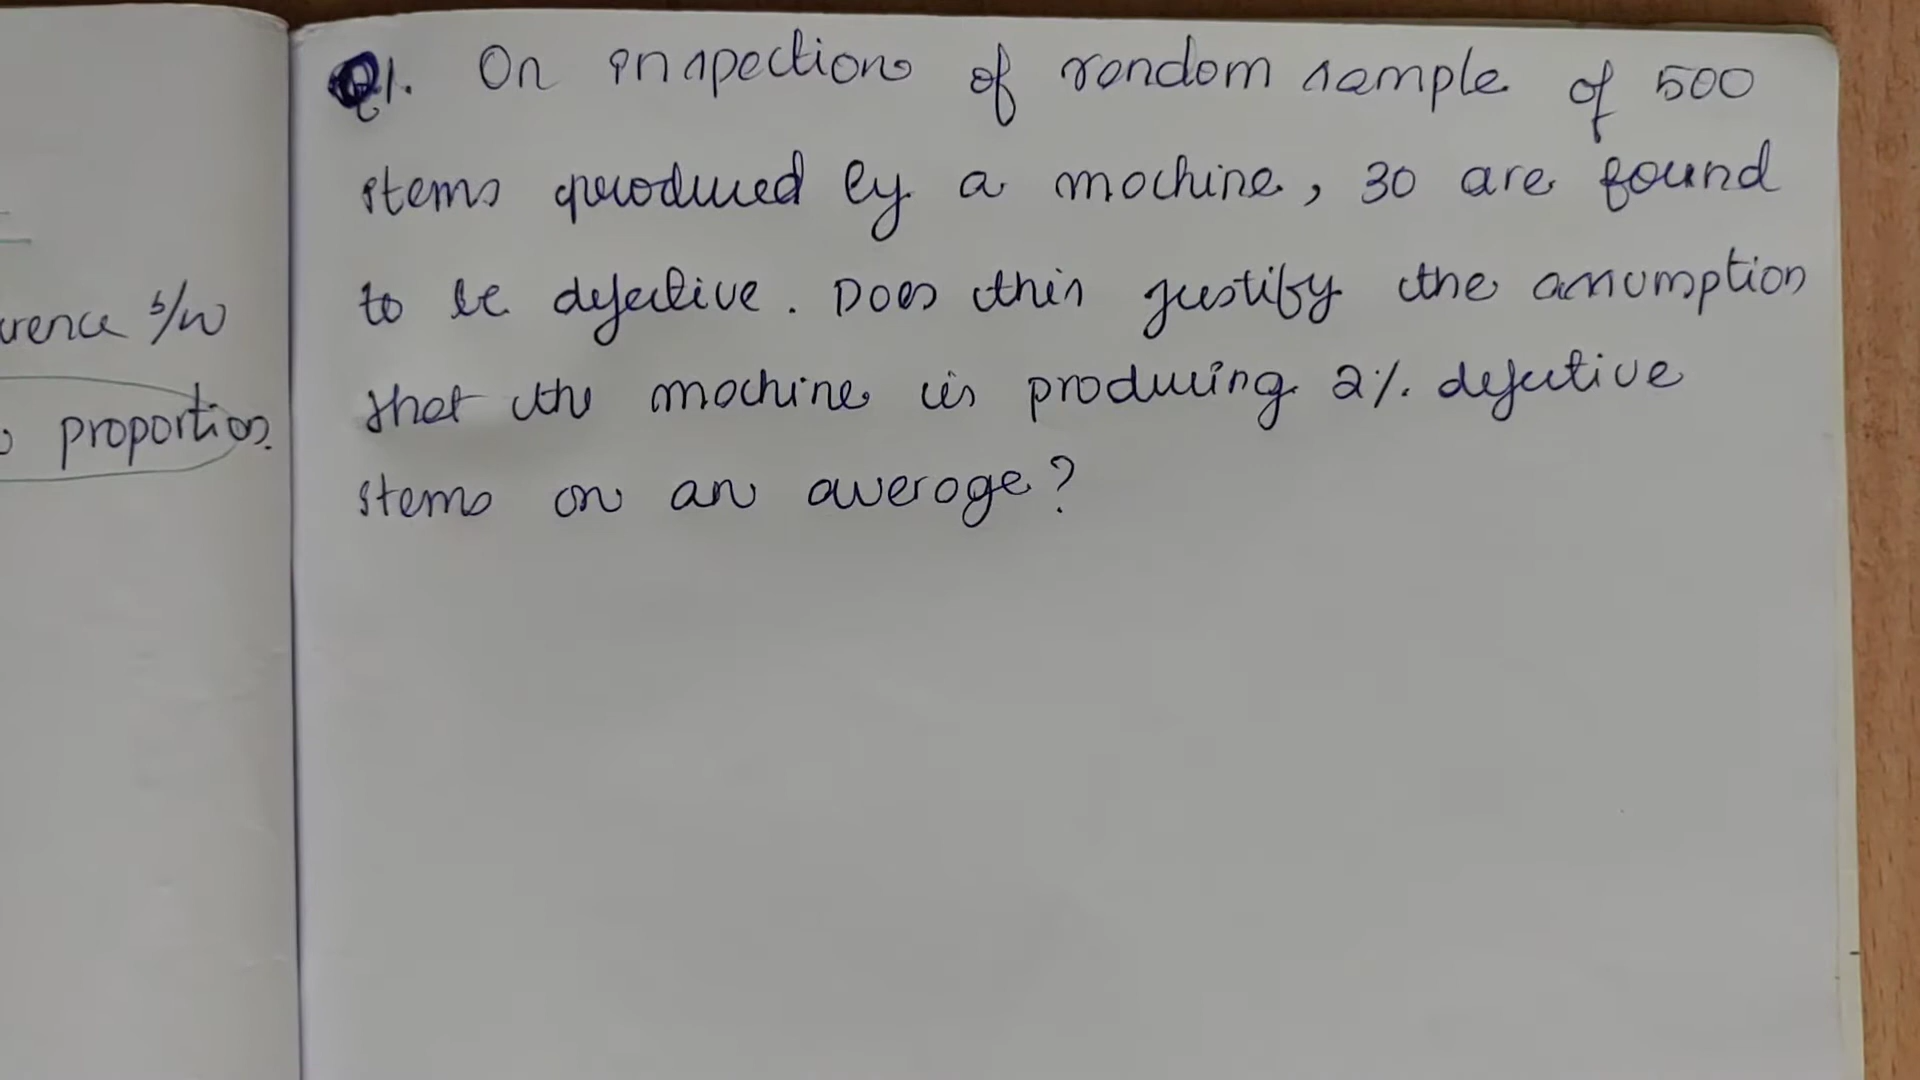 Q1. On inspection of random sample of 500
items produced by a machine, 30 are found
to be defective. Does this justify the assumption
that the machine is producing 2% defective
items on an average?
b/w
proportion